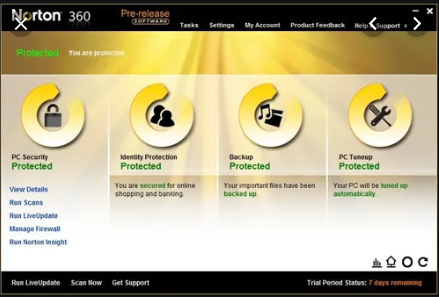 Norton 360
Pre-release
SOFTWARE
Tasks Settings My Account Product Feedback Help Support
Protected You are protected.
PC Security
Protected
Identity Protection
Protected
Backup
Protected
PC Tuneup
Protected
View Details
Run Scans
Run LiveUpdate
Manage Firewall
Run Norton Insight
You are secured for online
shopping and banking.
Your important files have been
backed up.
Your PC will be tuned up
automatically.
Run LiveUpdate Scan Now Get Support
Trial Period Status: 7 days remaining